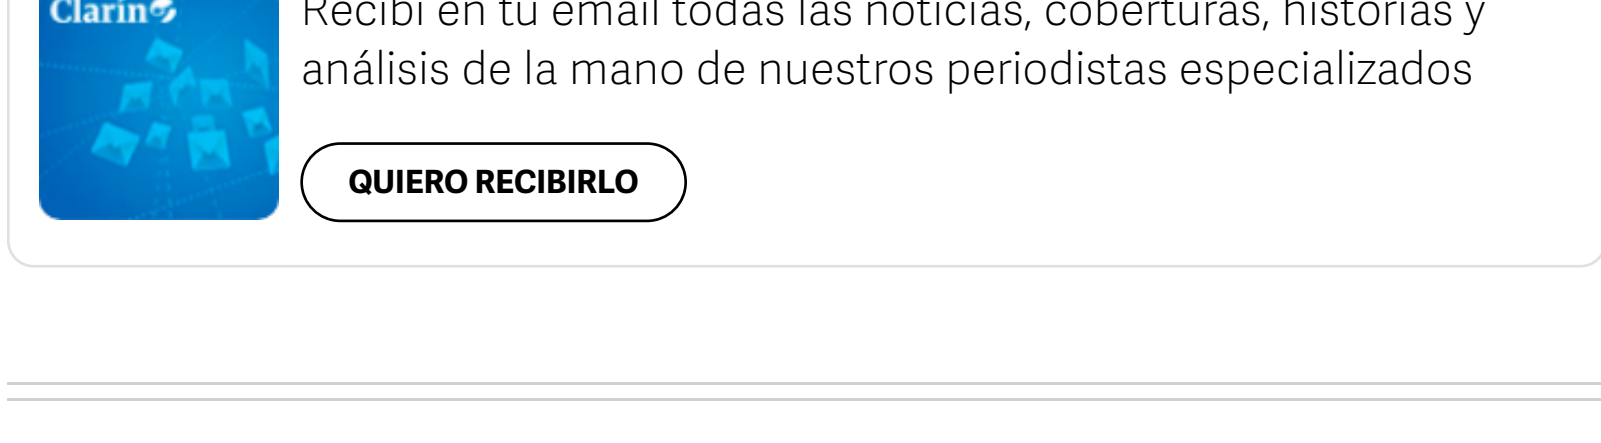 Clarín
Recibí en tu email todas las noticias, coberturas, historias y
análisis de la mano de nuestros periodistas especializados
QUIERO RECIBIRLO